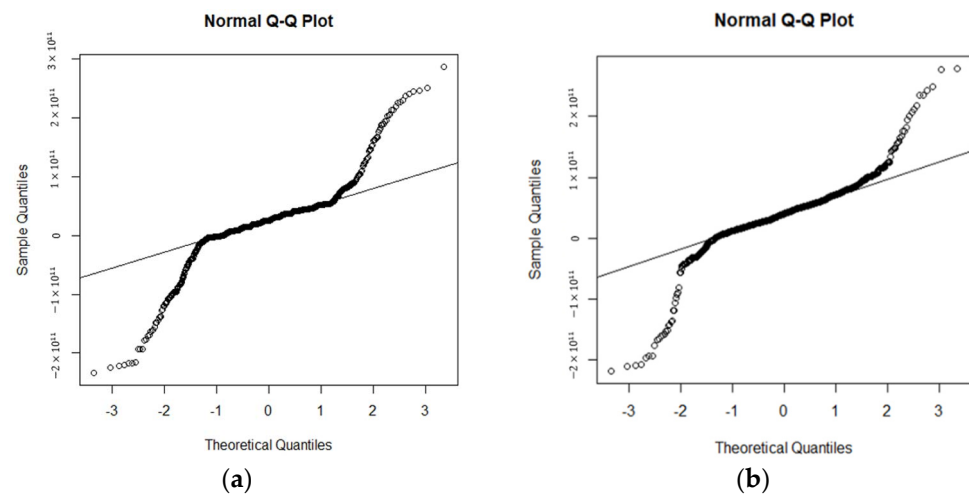 Normal Q-Q Plot
Sample Quantiles
3 × 10¹¹
2 × 10¹¹
1 × 10¹¹
0
−1 × 10¹¹
−2 × 10¹¹
-3 -2 -1 0 1 2 3
Theoretical Quantiles
(a)
Normal Q-Q Plot
Sample Quantiles
2 × 10¹¹
1 × 10¹¹
0
−1 × 10¹¹
−2 × 10¹¹
-3 -2 -1 0 1 2 3
Theoretical Quantiles
(b)